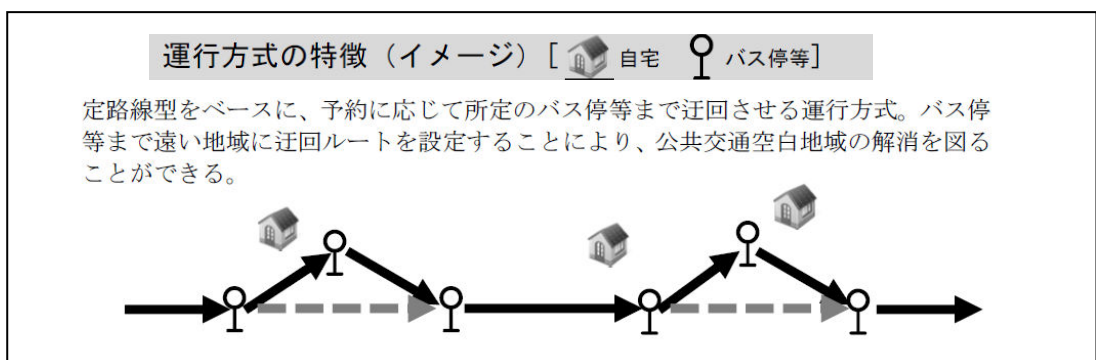 運行方式の特徴（イメージ）［ 自宅 バス停等］
定路線型をベースに、予約に応じて所定のバス停等まで迂回させる運行方式。バス停
等まで遠い地域に迂回ルートを設定することにより、公共交通空白地域の解消を図る
ことができる。